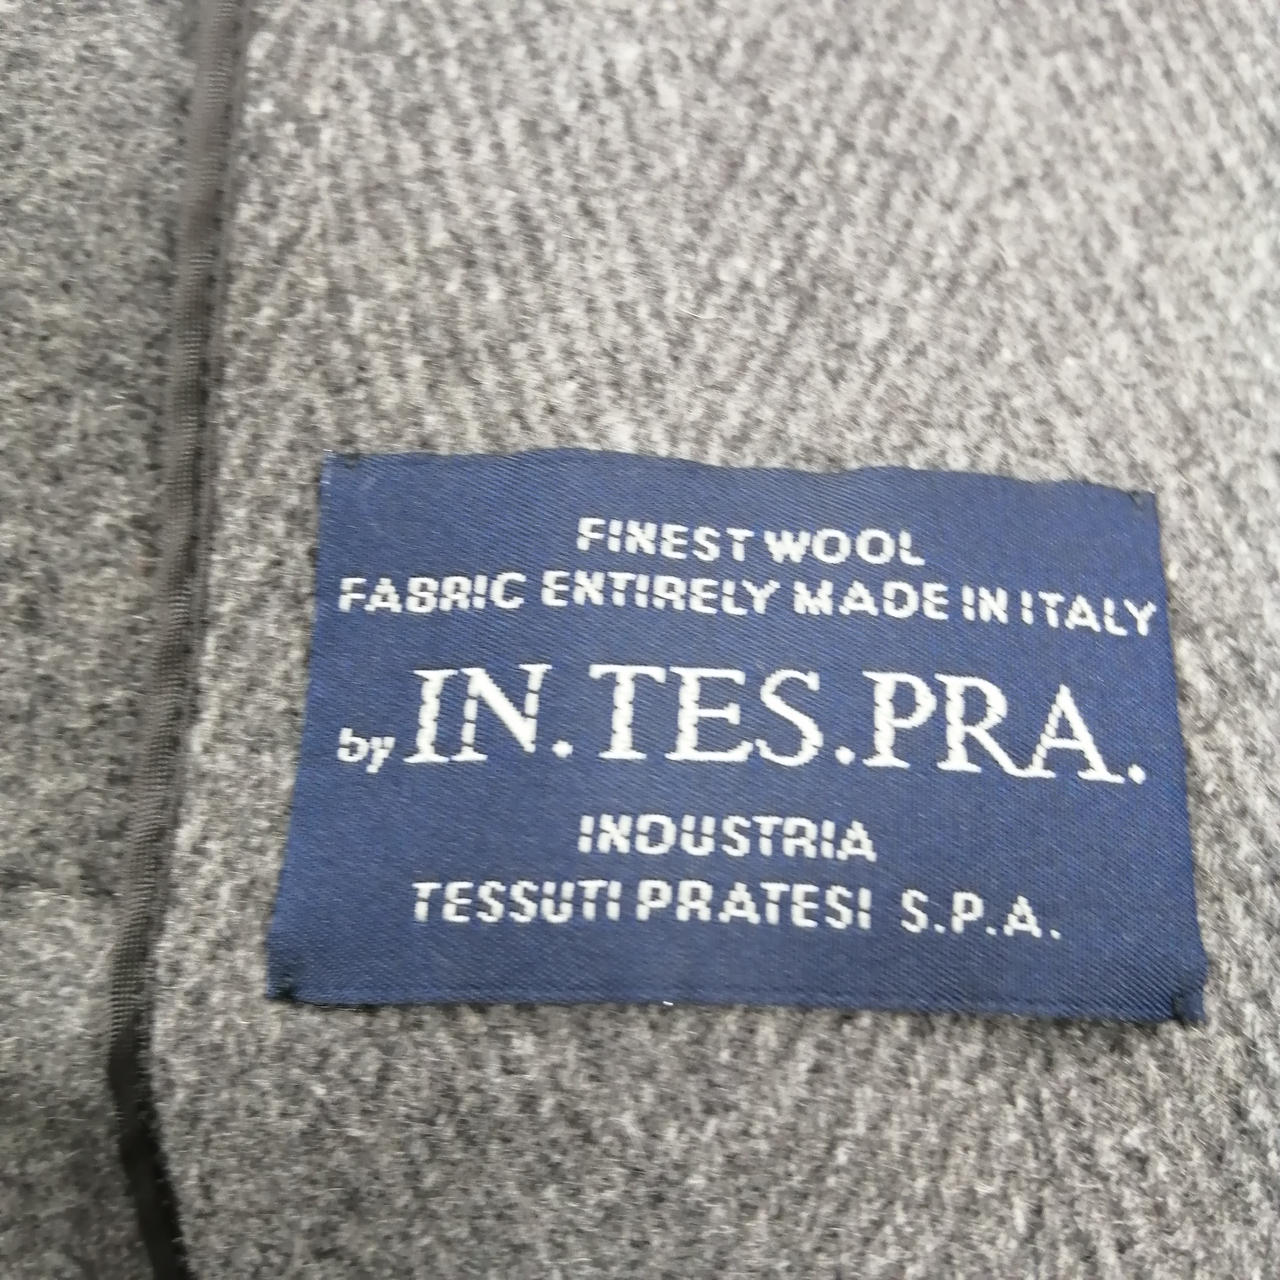 FINEST WOOL
FABRIC ENTIRELY MADE IN ITALY
by IN.TES.PRA.
INDUSTRIA
TESSUTI PRATESI S.P.A.